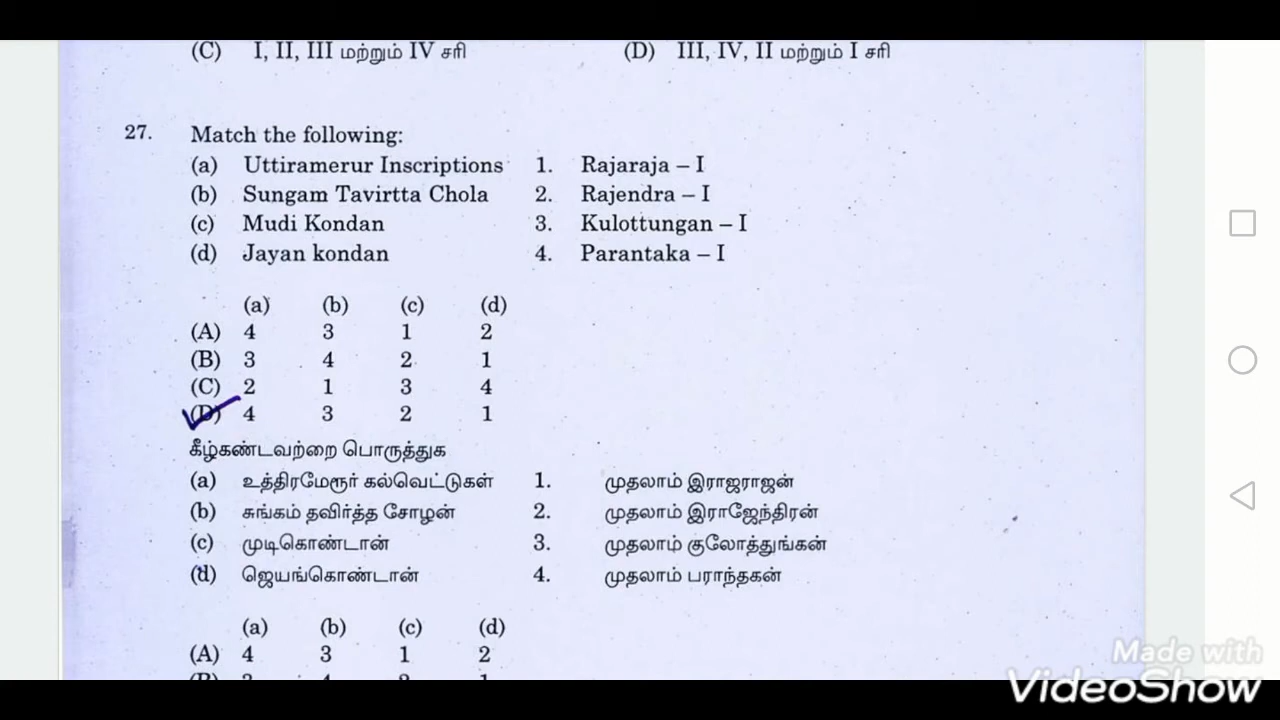 (C) I, II, III மற்றும் IV சரி (D) III, IV, II மற்றும் I சரி
27. Match the following:
(a) Uttiramerur Inscriptions 1. Rajaraja – I
(b) Sungam Tavirtta Chola 2. Rajendra – I
(c) Mudi Kondan 3. Kulottungan – I
(d) Jayan kondan 4. Parantaka – I
(a) (b) (c) (d)
(A) 4 3 1 2
(B) 3 4 2 1
(C) 2 1 3 4
(D) 4 3 2 1
கீழ்கண்டவற்றை பொருத்துக
(a) உத்திரமேரூர் கல்வெட்டுகள் 1. முதலாம் இராஜராஜன்
(b) சுங்கம் தவிர்த்த சோழன் 2. முதலாம் இராஜேந்திரன்
(c) முடிகொண்டான் 3. முதலாம் குலோத்துங்கன்
(d) ஜெயங்கொண்டான் 4. முதலாம் பராந்தகன்
(a) (b) (c) (d)
(A) 4 3 1 2
Made with
VideoShow